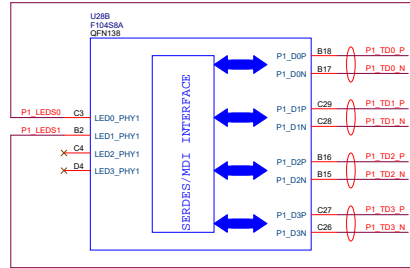 U28B
F104S8A
QFN138
P1_LEDS0 C3 LED0_PHY1
P1_LEDS1 B2 LED1_PHY1
C4 LED2_PHY1
D4 LED3_PHY1
SERDES/MDI INTERFACE
P1_D0P B18 P1_TD0_P
P1_D0N B17 P1_TD0_N
P1_D1P C29 P1_TD1_P
P1_D1N C28 P1_TD1_N
P1_D2P B16 P1_TD2_P
P1_D2N B15 P1_TD2_N
P1_D3P C27 P1_TD3_P
P1_D3N C26 P1_TD3_N